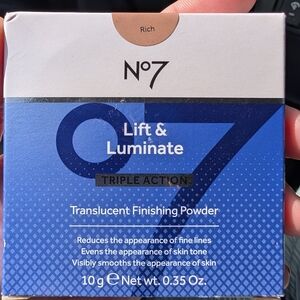 Rich
No7
Lift &
Luminate
TRIPLE ACTION
Translucent Finishing Powder
Reduces the appearance of fine lines
Evens the appearance of skin tone
Visibly smooths the appearance of skin
10 g ℮ Net wt. 0.35 Oz.